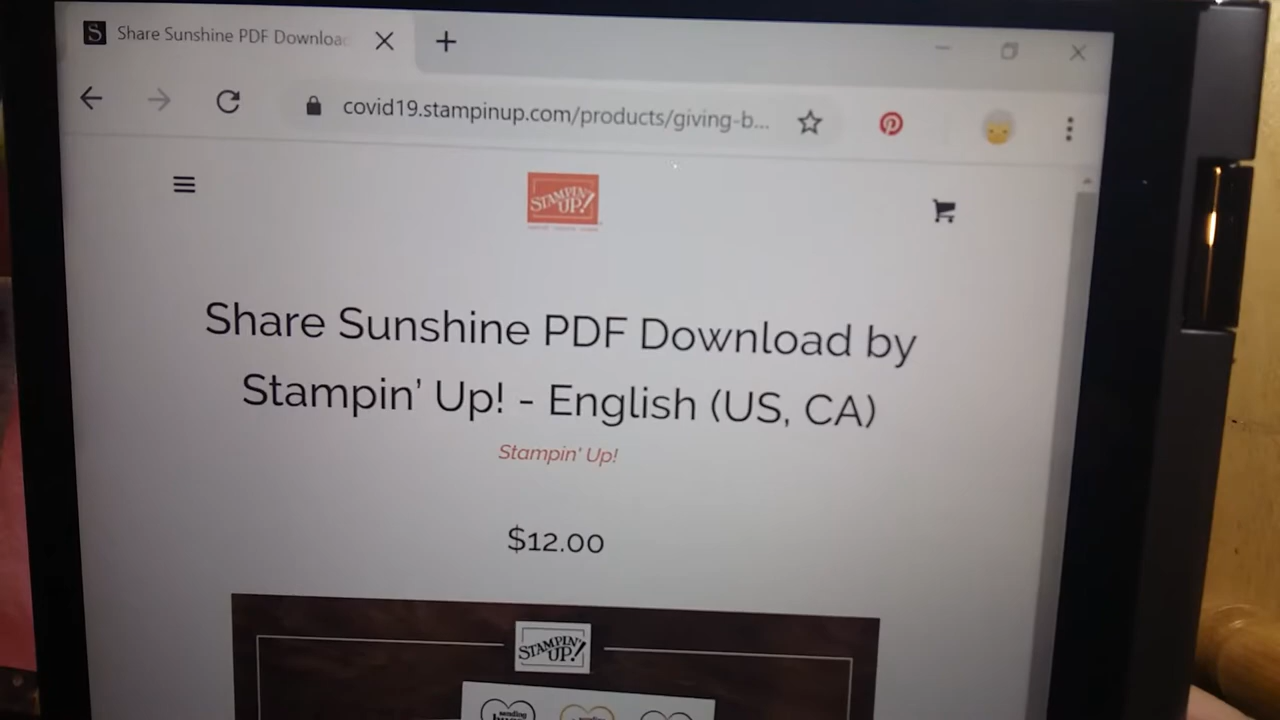 Share Sunshine PDF Downloa
covid19.stampinup.com/products/giving-b...
STAMPIN' UP!
Share Sunshine PDF Download by
Stampin' Up! - English (US, CA)
Stampin' Up!
$12.00
STAMPIN' UP!
sending